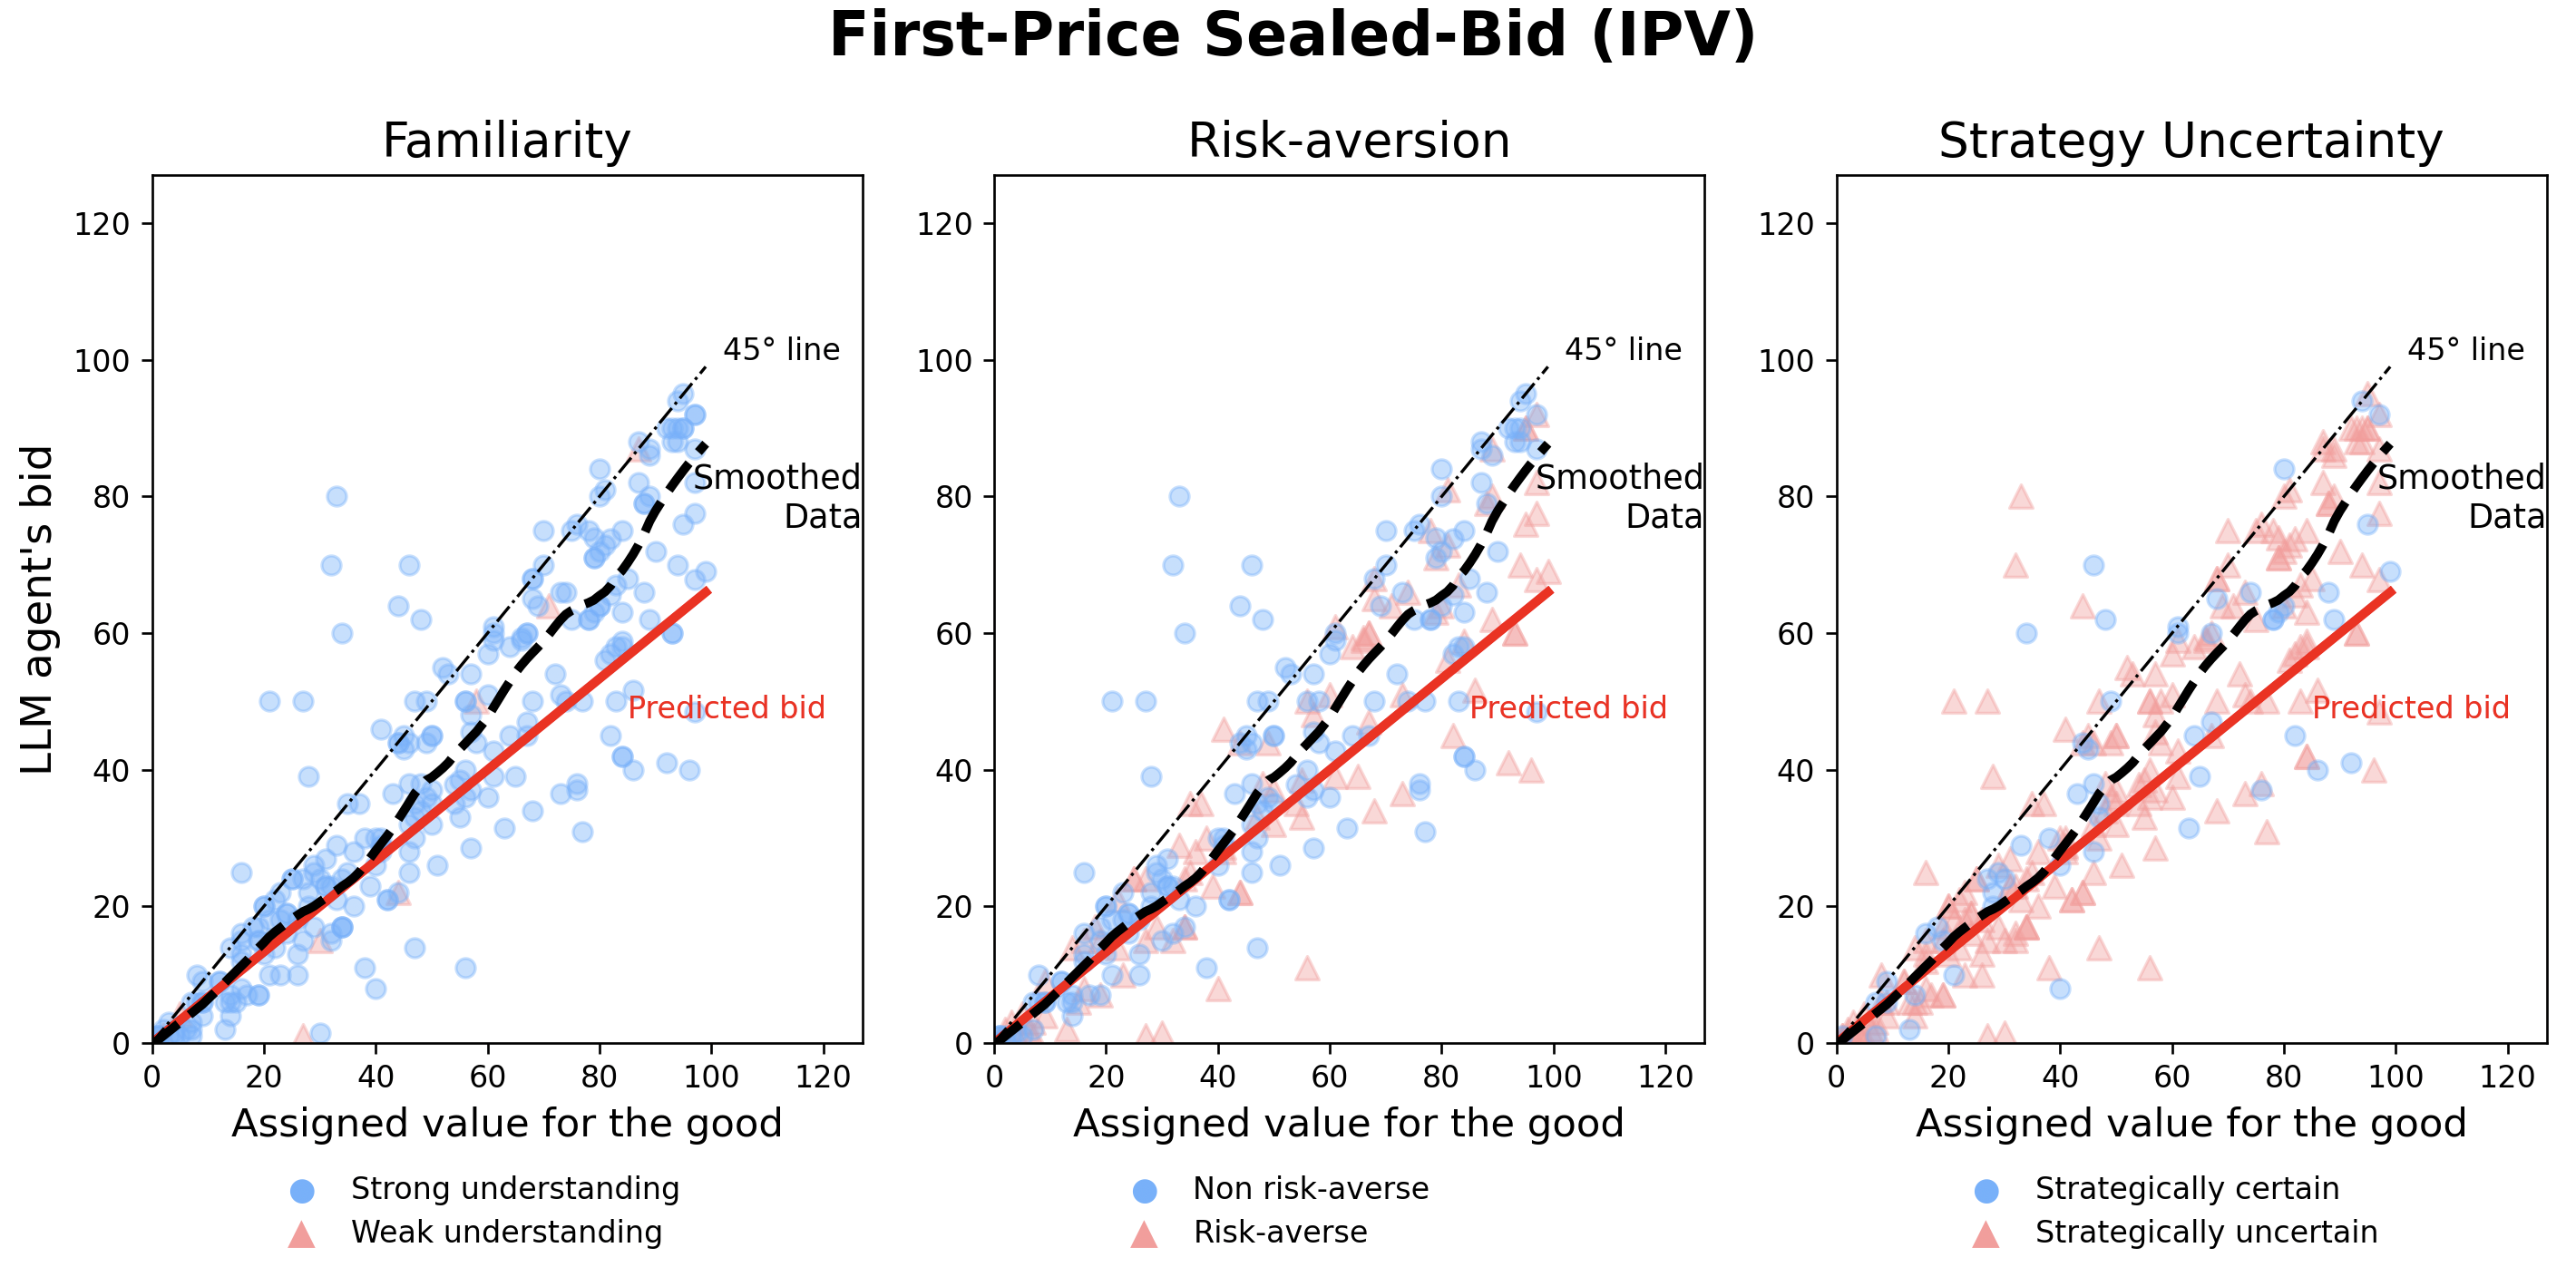 First-Price Sealed-Bid (IPV)
Familiarity
Risk-aversion
Strategy Uncertainty
LLM agent's bid
120
100
80
60
40
20
0
45° line
Smoothed
Data
Predicted bid
0 20 40 60 80 100 120
Assigned value for the good
Strong understanding
Weak understanding
120
100
80
60
40
20
0
45° line
Smoothed
Data
Predicted bid
0 20 40 60 80 100 120
Assigned value for the good
Non risk-averse
Risk-averse
120
100
80
60
40
20
0
45° line
Smoothed
Data
Predicted bid
0 20 40 60 80 100 120
Assigned value for the good
Strategically certain
Strategically uncertain